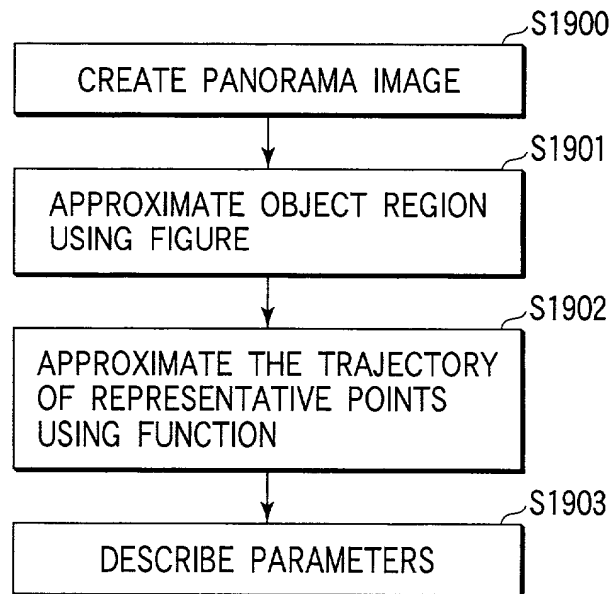 S1900
CREATE PANORAMA IMAGE
S1901
APPROXIMATE OBJECT REGION
USING FIGURE
S1902
APPROXIMATE THE TRAJECTORY
OF REPRESENTATIVE POINTS
USING FUNCTION
S1903
DESCRIBE PARAMETERS